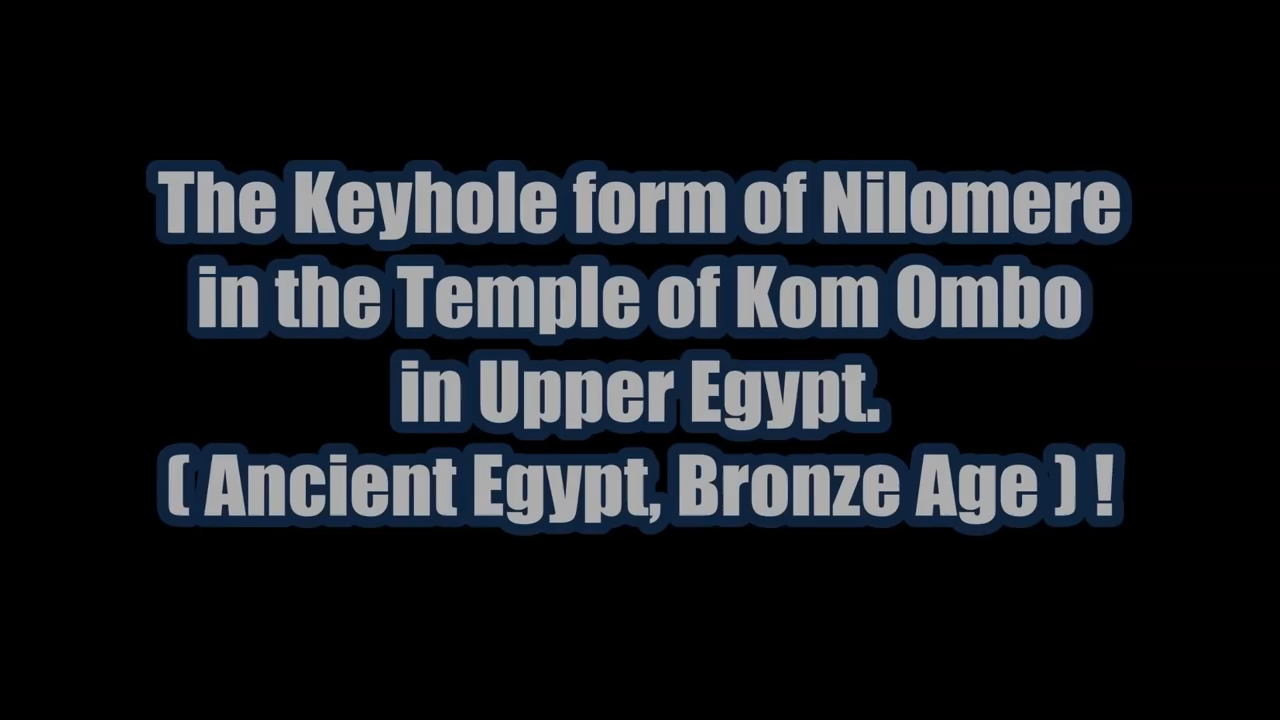 The Keyhole form of Nilomere
in the Temple of Kom Ombo
in Upper Egypt.
( Ancient Egypt, Bronze Age ) !